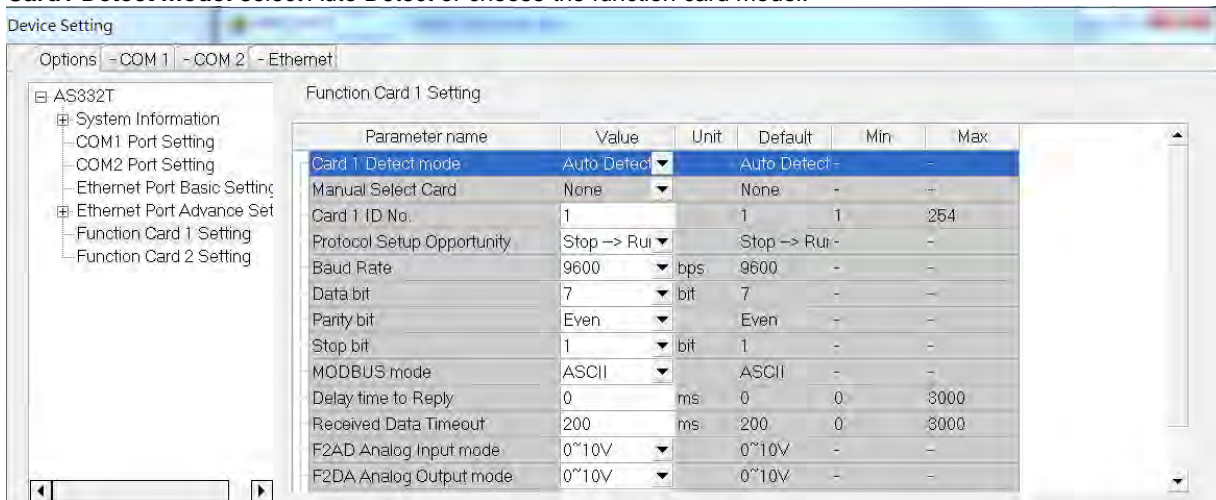 Card1 Detect Mode: select Auto Detect or choose the function card model.
Device Setting
Options - COM 1 - COM 2 - Ethernet
AS332T
System Information
COM1 Port Setting
COM2 Port Setting
Ethernet Port Basic Setting
Ethernet Port Advance Set
Function Card 1 Setting
Function Card 2 Setting
Function Card 1 Setting
Parameter name Value Unit Default Min Max
Card 1 Detect mode Auto Detect Auto Detect - -
Manual Select Card None None - -
Card 1 ID No. 1 1 1 254
Protocol Setup Opportunity Stop -> Rur Stop -> Rur - -
Baud Rate 9600 bps 9600 - -
Data bit 7 bit 7 - -
Parity bit Even Even - -
Stop bit 1 bit 1 - -
MODBUS mode ASCII ASCII - -
Delay time to Reply 0 ms 0 0 3000
Received Data Timeout 200 ms 200 0 3000
F2AD Analog Input mode 0~10V 0~10V - -
F2DA Analog Output mode 0~10V 0~10V - -